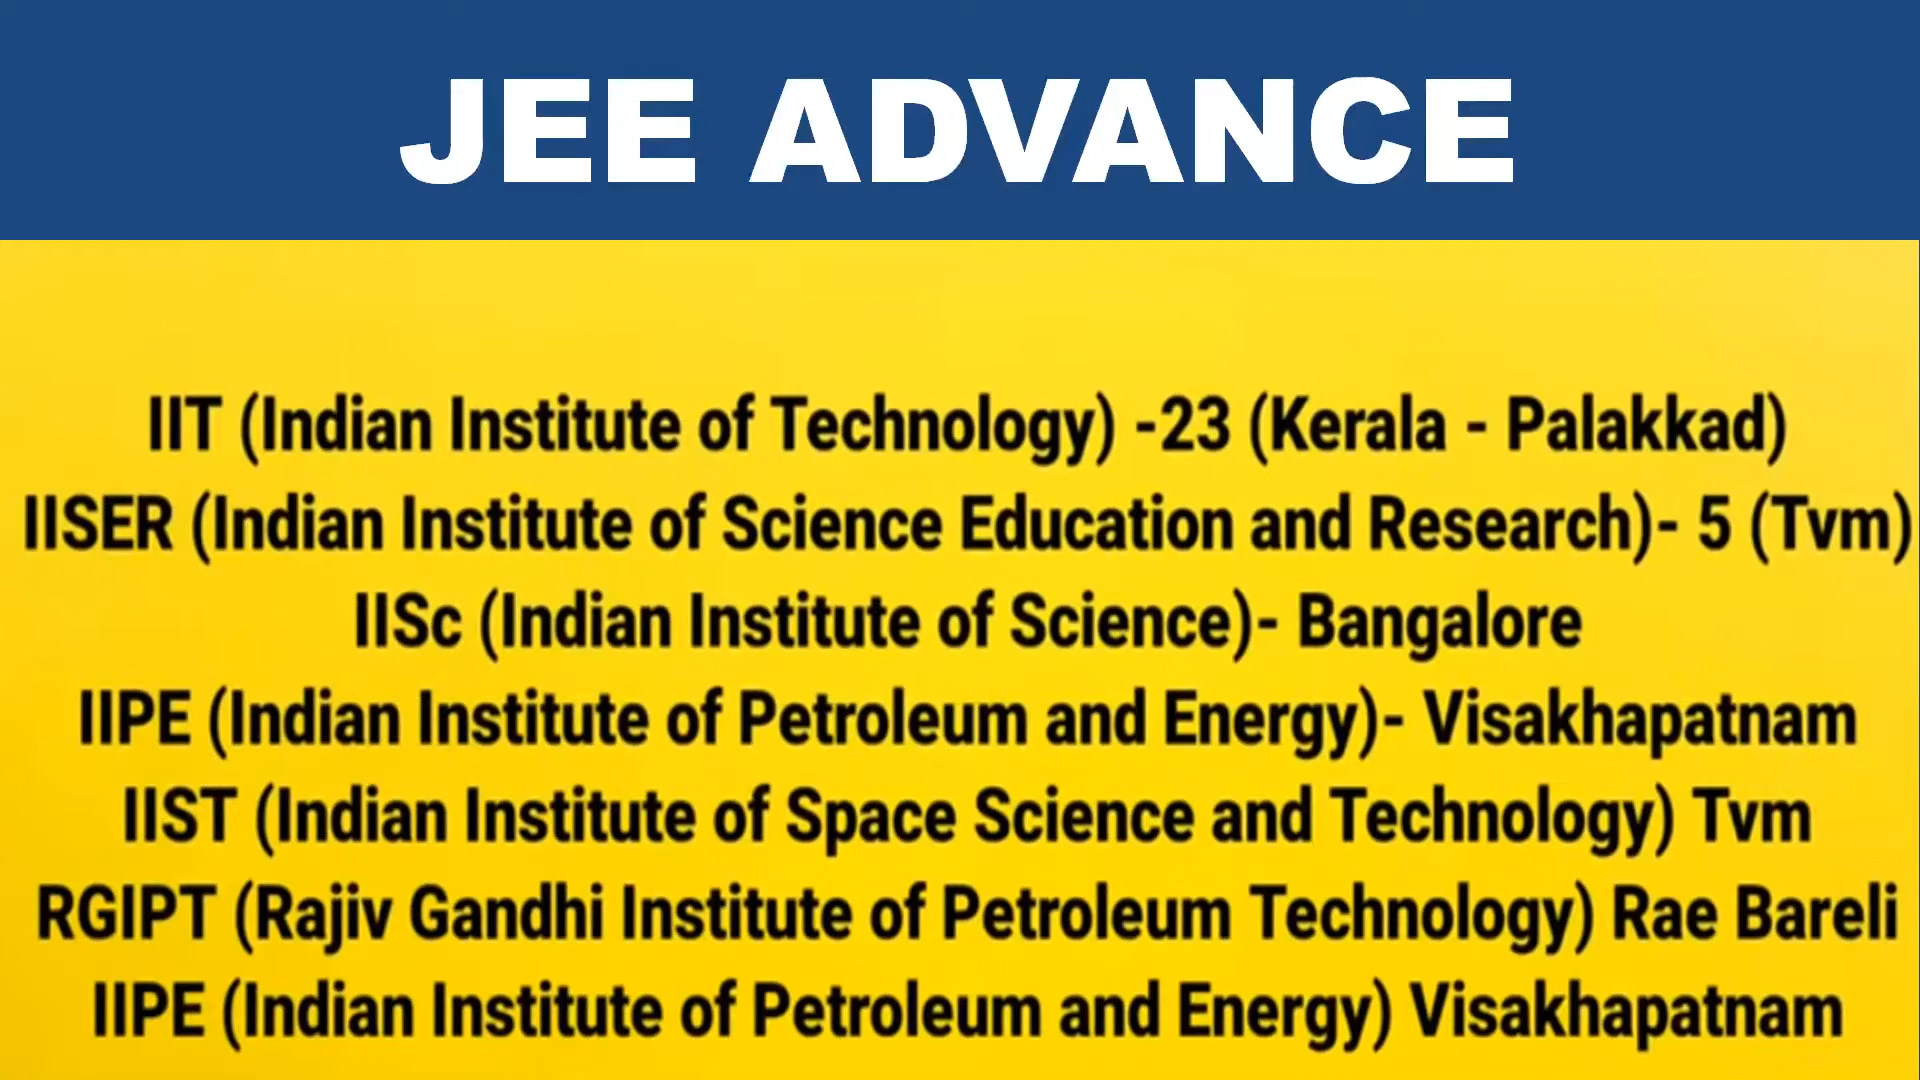 JEE ADVANCE
IIT (Indian Institute of Technology) -23 (Kerala - Palakkad)
IISER (Indian Institute of Science Education and Research)- 5 (Tvm)
IISc (Indian Institute of Science)- Bangalore
IIPE (Indian Institute of Petroleum and Energy)- Visakhapatnam
IIST (Indian Institute of Space Science and Technology) Tvm
RGIPT (Rajiv Gandhi Institute of Petroleum Technology) Rae Bareli
IIPE (Indian Institute of Petroleum and Energy) Visakhapatnam